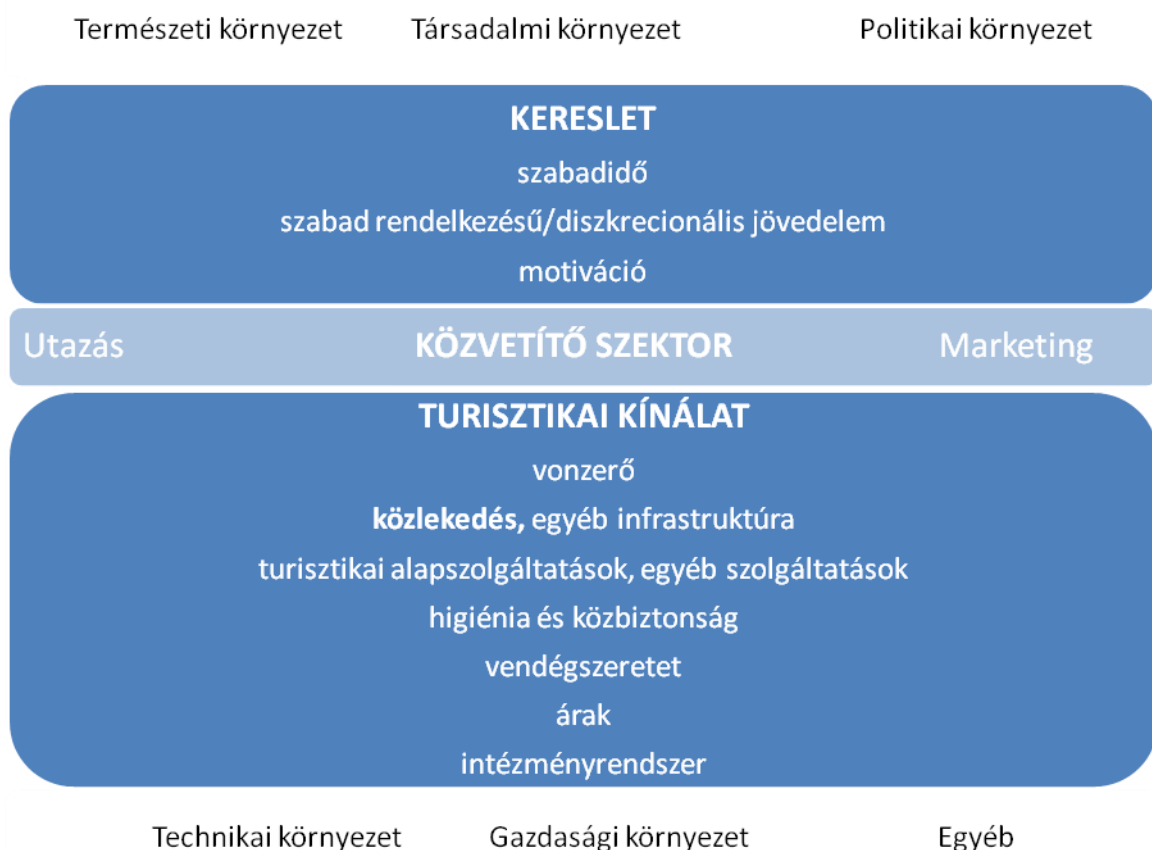 Természeti környezet Társadalmi környezet Politikai környezet
KERESLET
szabadidő
szabad rendelkezésű/diszkrecionális jövedelem
motiváció
Utazás KÖZVETÍTŐ SZEKTOR Marketing
TURISZTIKAI KÍNÁLAT
vonzerő
közlekedés, egyéb infrastruktúra
turisztikai alapszolgáltatások, egyéb szolgáltatások
higiénia és közbiztonság
vendégszeretet
árak
intézményrendszer
Technikai környezet Gazdasági környezet Egyéb